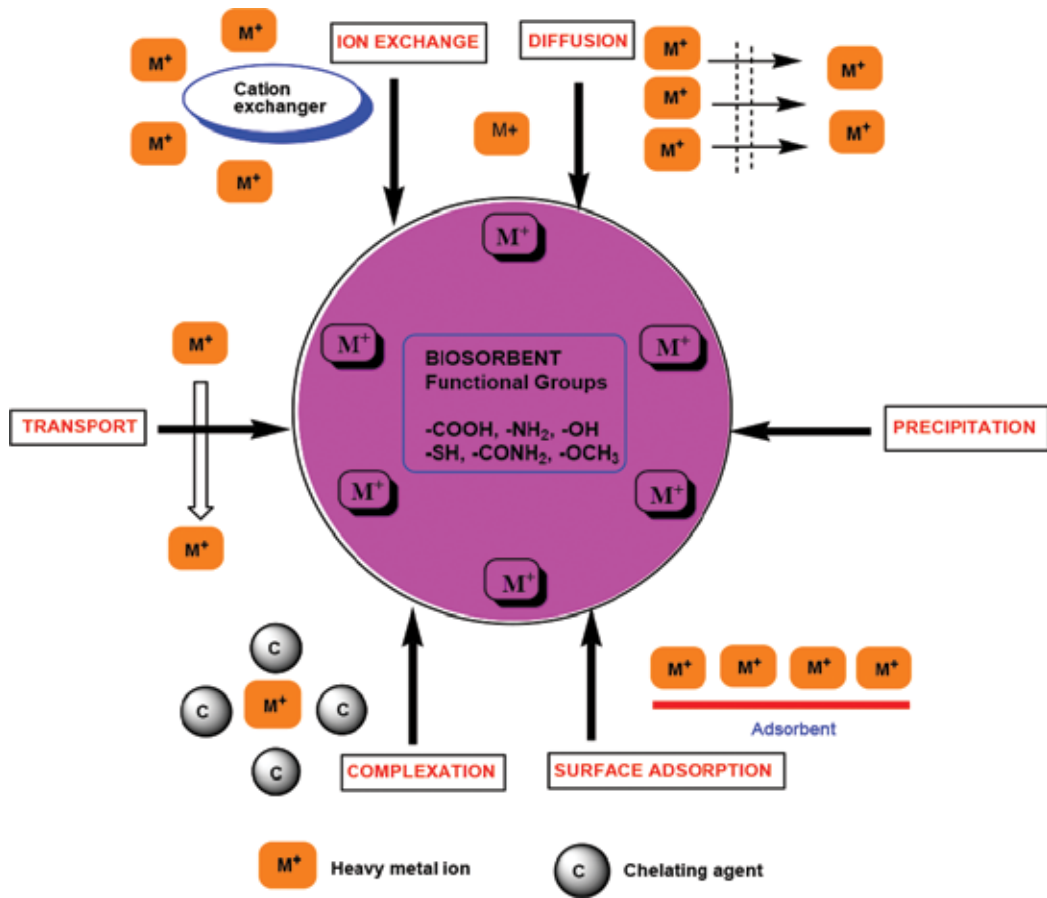 ION EXCHANGE
DIFFUSION
M⁺
M⁺
M⁺
M⁺
M⁺
Cation
exchanger
M+
M⁺
M⁺
M⁺
M⁺
M⁺
M⁺
M⁺
M⁺
M⁺
M⁺
M⁺
BIOSORBENT
Functional Groups
-COOH, -NH₂, -OH
-SH, -CONH₂, -OCH₃
TRANSPORT
M⁺
M⁺
PRECIPITATION
C
C
M⁺
C
C
COMPLEXATION
M⁺
M⁺
M⁺
M⁺
Adsorbent
SURFACE ADSORPTION
M⁺
Heavy metal ion
C
Chelating agent